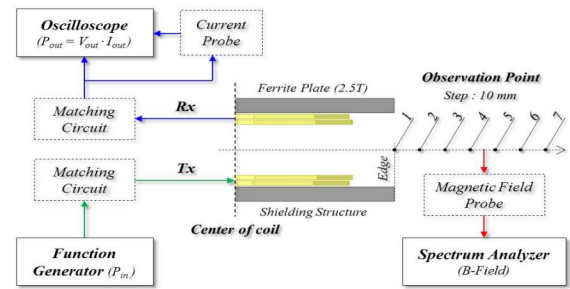 Oscilloscope
(Pout = Vout · Iout)
Current
Probe
Matching
Circuit
Rx
Ferrite Plate (2.5T)
Observation Point
Step : 10 mm
1 2 3 4 5 6 7
Edge
Matching
Circuit
Tx
Shielding Structure
Center of coil
Magnetic Field
Probe
Function
Generator (Pin)
Spectrum Analyzer
(B-Field)